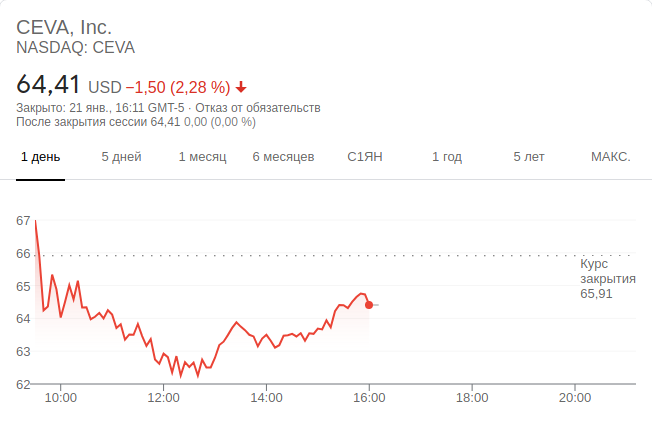 CEVA, Inc.
NASDAQ: CEVA
64,41 USD −1,50 (2,28 %)
Закрыто: 21 янв., 16:11 GMT-5 · Отказ от обязательств
После закрытия сессии 64,41 0,00 (0,00 %)
1 день 5 дней 1 месяц 6 месяцев С1ЯН 1 год 5 лет МАКС.
67
66
Курс
закрытия
65,91
65
64
63
62
10:00 12:00 14:00 16:00 18:00 20:00